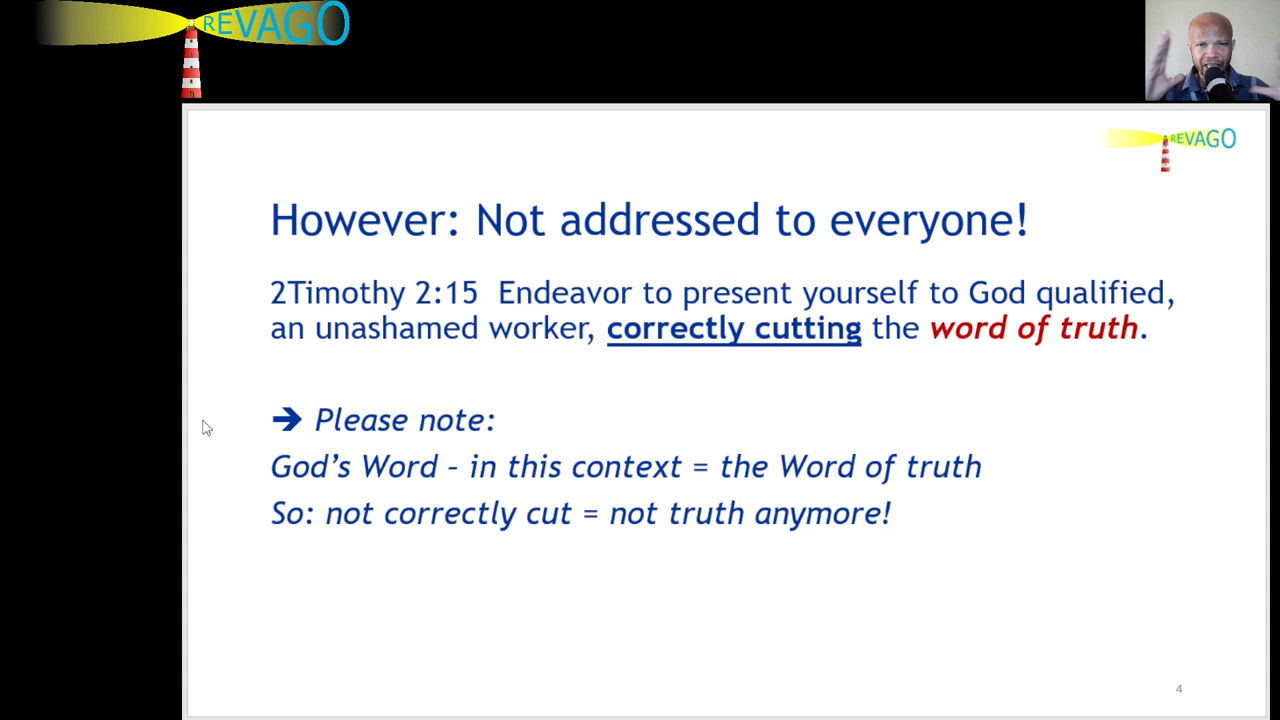 REVAGO
REVAGO
However: Not addressed to everyone!
2Timothy 2:15  Endeavor to present yourself to God qualified,
an unashamed worker, correctly cutting the word of truth.
➔ Please note:
God’s Word – in this context = the Word of truth
So: not correctly cut = not truth anymore!
4